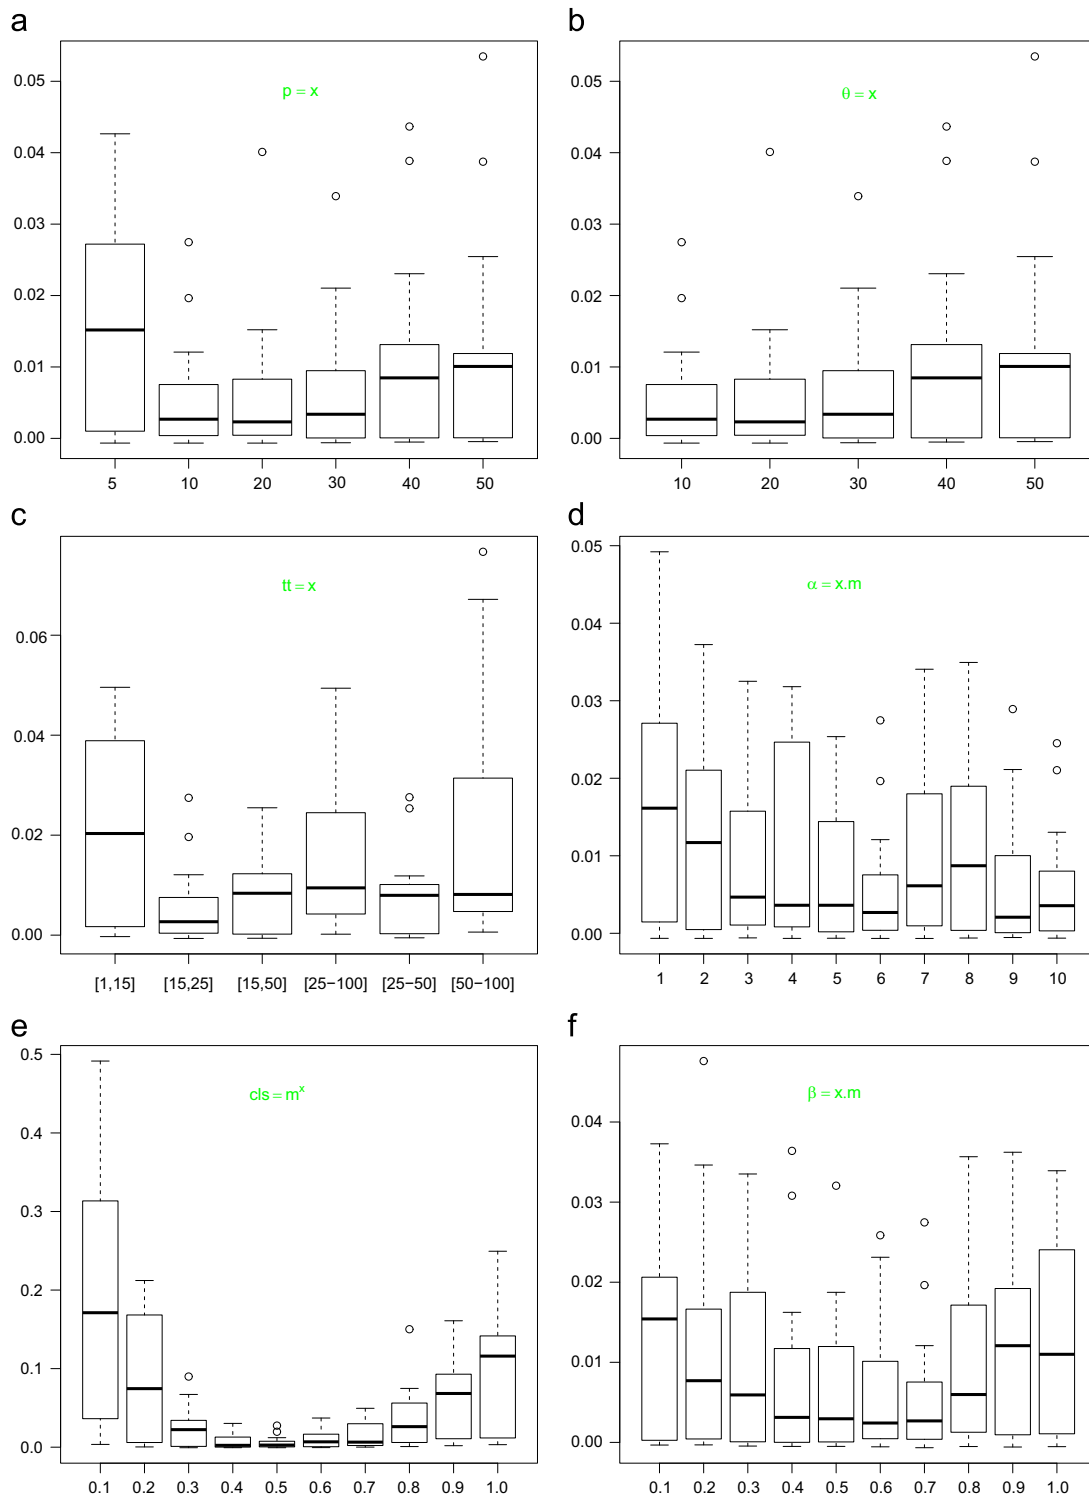 a
b
0.05
0.04
0.03
0.02
0.01
0.00
p = x
5 10 20 30 40 50
0.05
0.04
0.03
0.02
0.01
0.00
θ = x
10 20 30 40 50
c
d
0.06
0.04
0.02
0.00
tt = x
[1,15] [15,25] [15,50] [25−100] [25−50] [50−100]
0.05
0.04
0.03
0.02
0.01
0.00
α = x.m
1 2 3 4 5 6 7 8 9 10
e
f
0.5
0.4
0.3
0.2
0.1
0.0
cls = mˣ
0.1 0.2 0.3 0.4 0.5 0.6 0.7 0.8 0.9 1.0
0.04
0.03
0.02
0.01
0.00
β = x.m
0.1 0.2 0.3 0.4 0.5 0.6 0.7 0.8 0.9 1.0